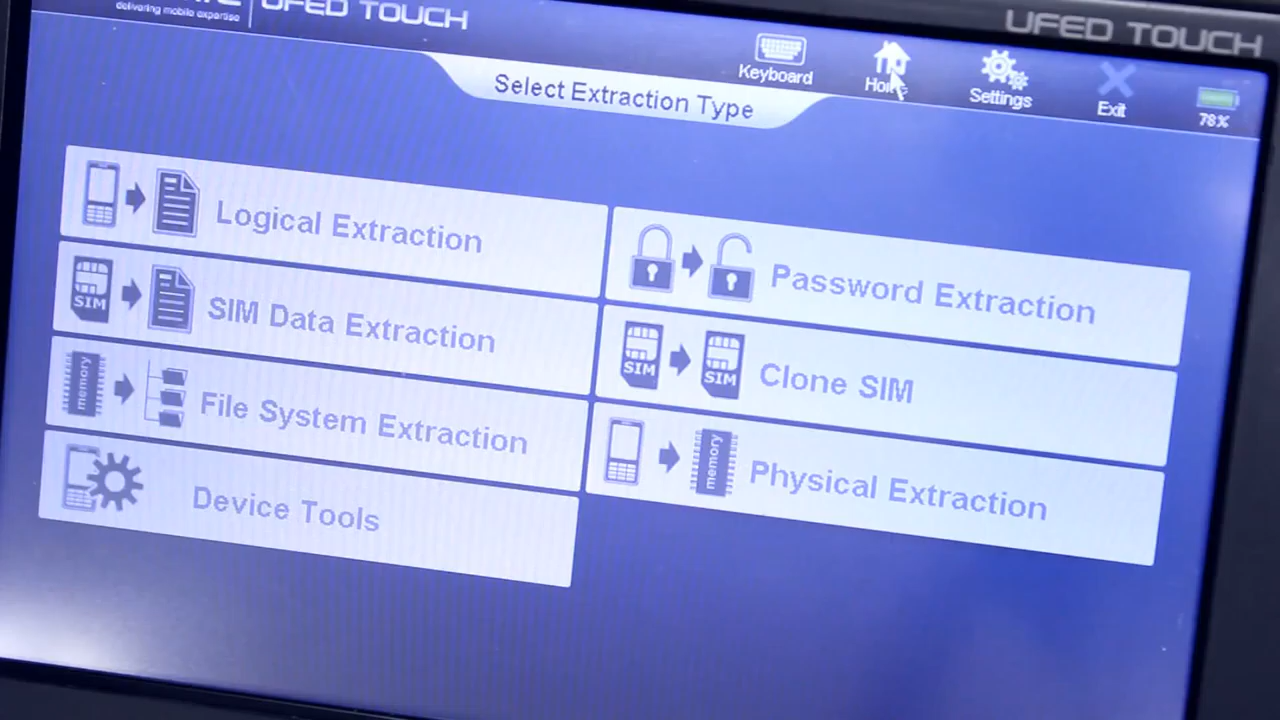 delivering mobile expertise
UFED TOUCH
UFED TOUCH
Keyboard
Home
Settings
Exit
78%
Select Extraction Type
Logical Extraction
SIM
SIM Data Extraction
memory
File System Extraction
Device Tools
Password Extraction
SIM
SIM
Clone SIM
memory
Physical Extraction